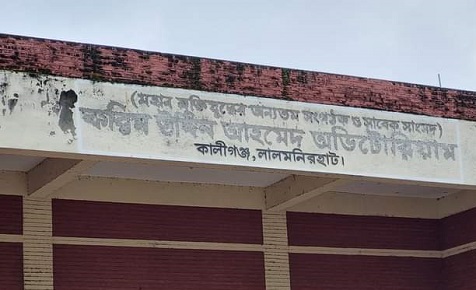 (মহান মুক্তিযুদ্ধের অন্যতম সংগঠক ও সাবেক সাংসদ)
করিম উদ্দিন আহমেদ অডিটোরিয়াম
কালীগঞ্জ, লালমনিরহাট।